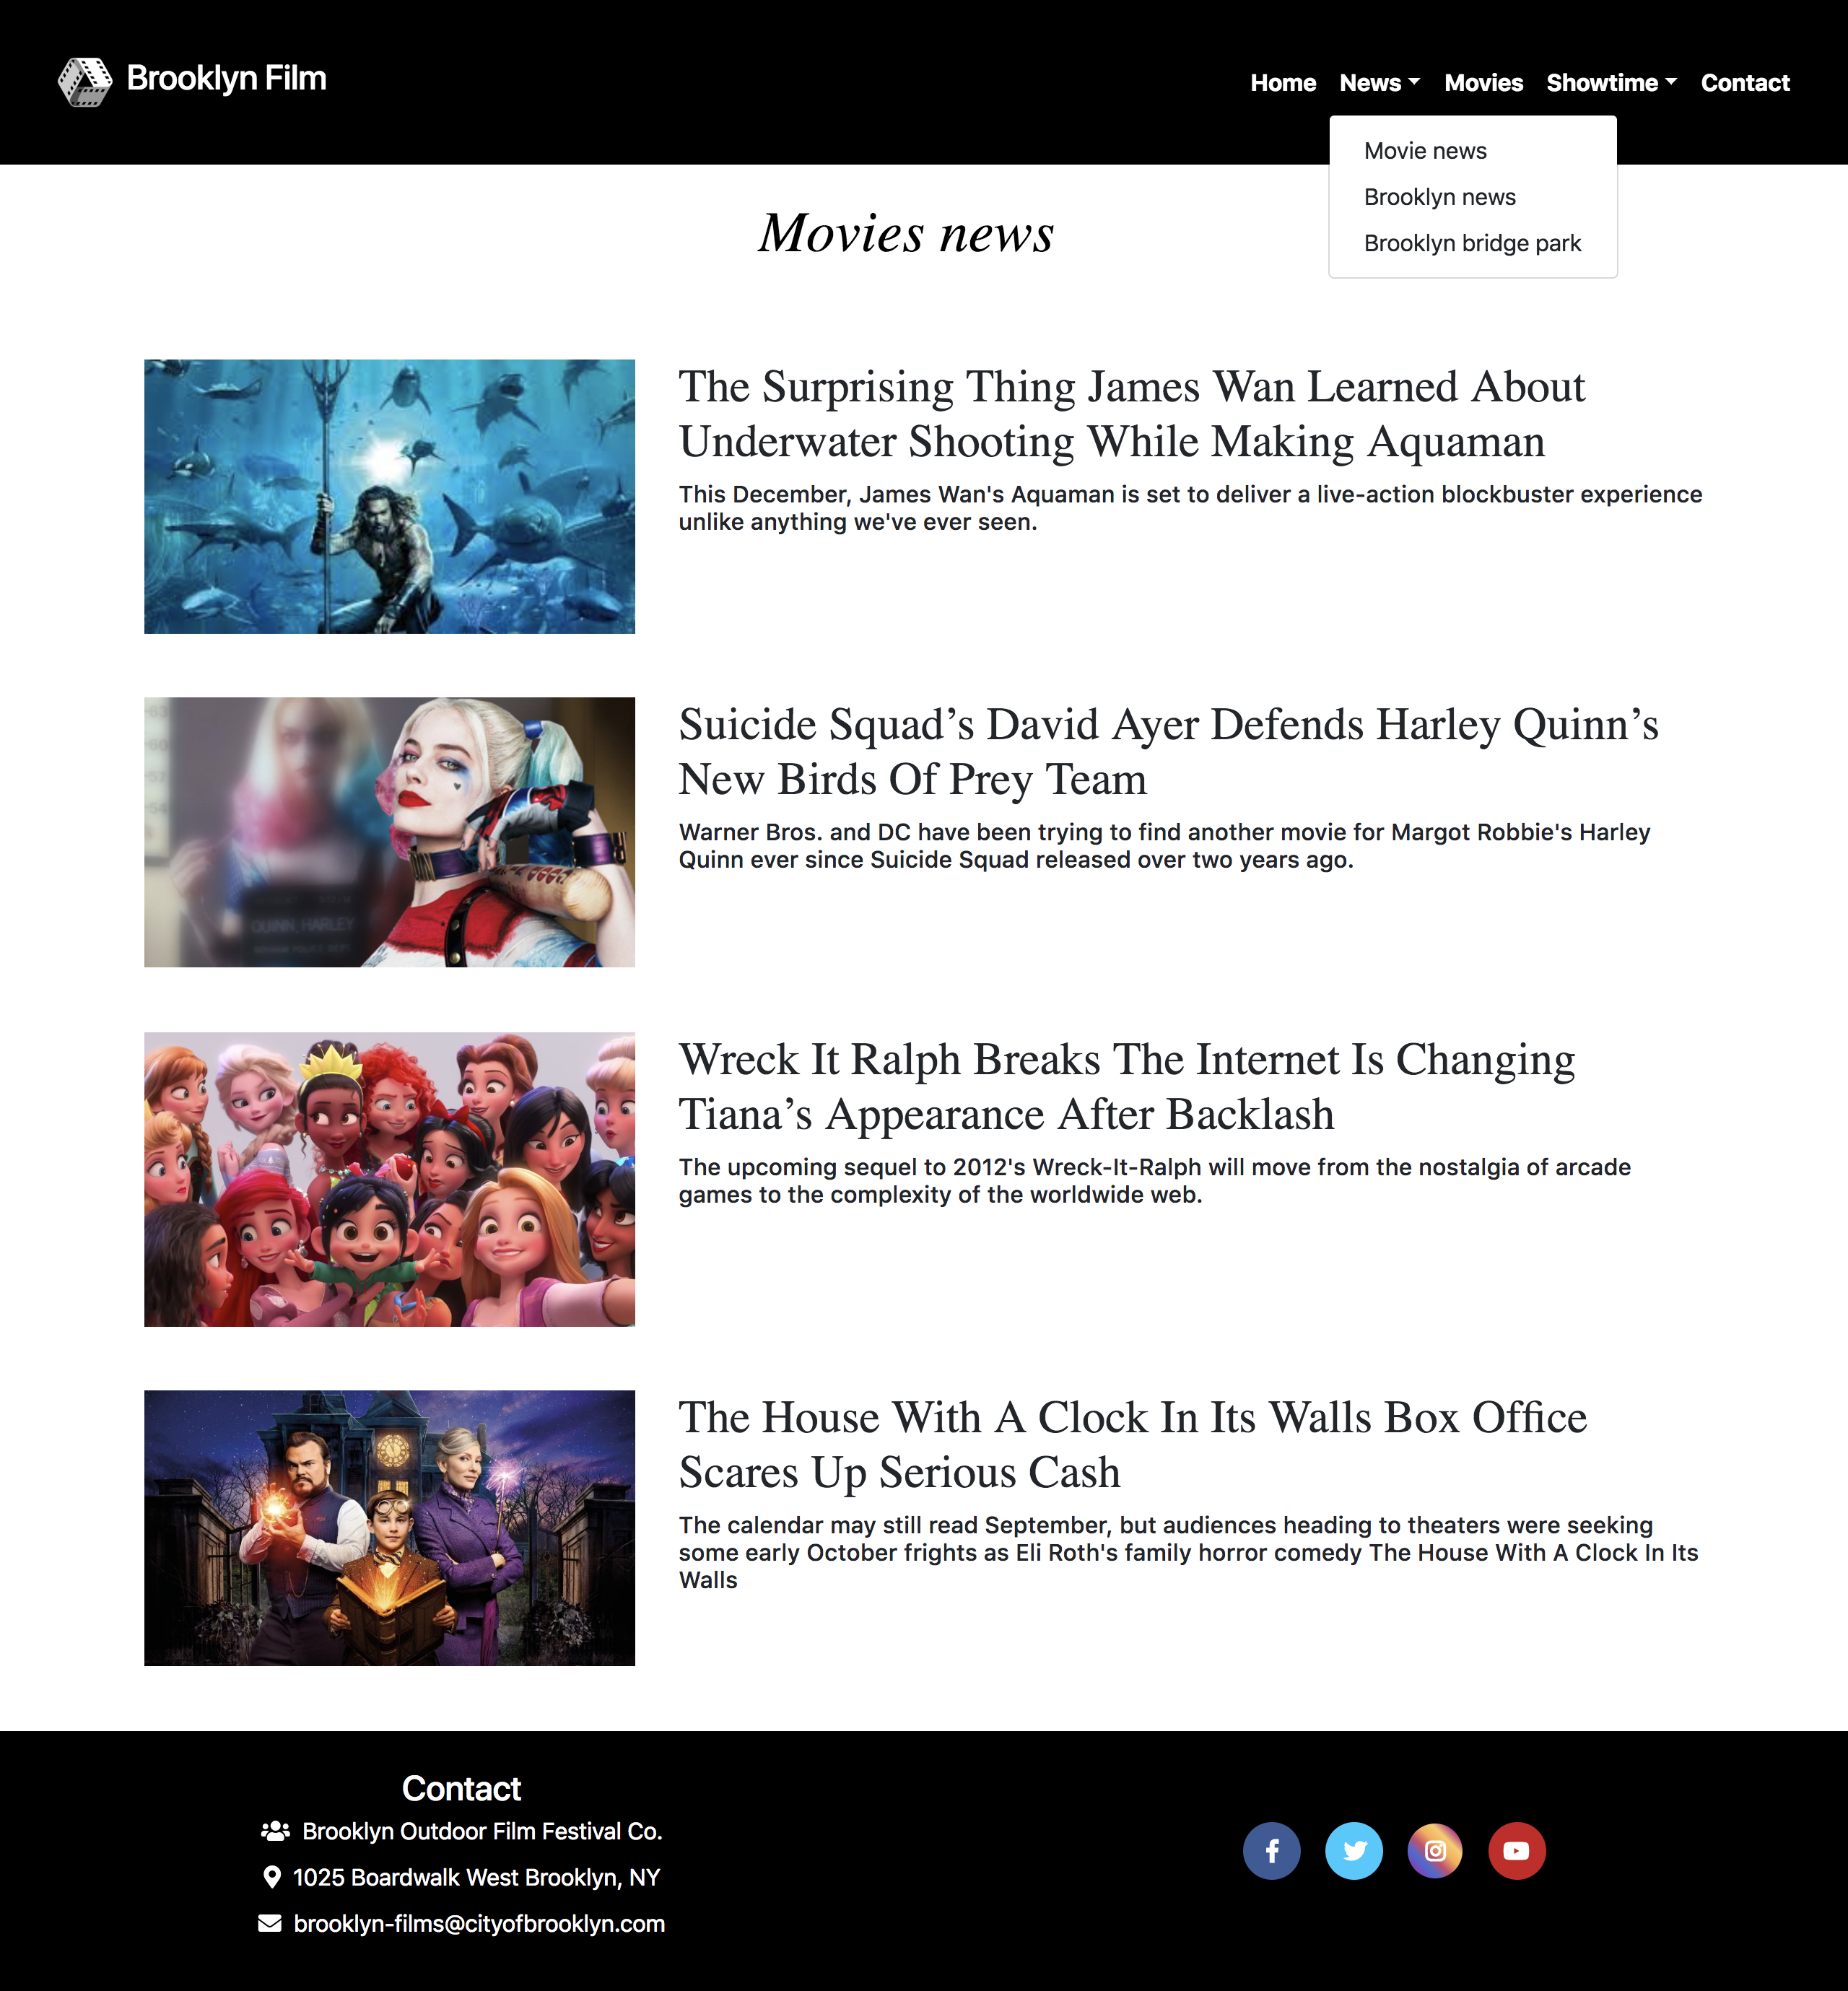 Brooklyn Film
Home News Movies Showtime Contact
Movie news
Brooklyn news
Brooklyn bridge park
Movies news
The Surprising Thing James Wan Learned About
Underwater Shooting While Making Aquaman
This December, James Wan's Aquaman is set to deliver a live-action blockbuster experience
unlike anything we've ever seen.
QUINN, HARLEY
Suicide Squad’s David Ayer Defends Harley Quinn’s
New Birds Of Prey Team
Warner Bros. and DC have been trying to find another movie for Margot Robbie's Harley
Quinn ever since Suicide Squad released over two years ago.
Wreck It Ralph Breaks The Internet Is Changing
Tiana’s Appearance After Backlash
The upcoming sequel to 2012's Wreck-It-Ralph will move from the nostalgia of arcade
games to the complexity of the worldwide web.
The House With A Clock In Its Walls Box Office
Scares Up Serious Cash
The calendar may still read September, but audiences heading to theaters were seeking
some early October frights as Eli Roth's family horror comedy The House With A Clock In Its
Walls
Contact
Brooklyn Outdoor Film Festival Co.
1025 Boardwalk West Brooklyn, NY
brooklyn-films@cityofbrooklyn.com